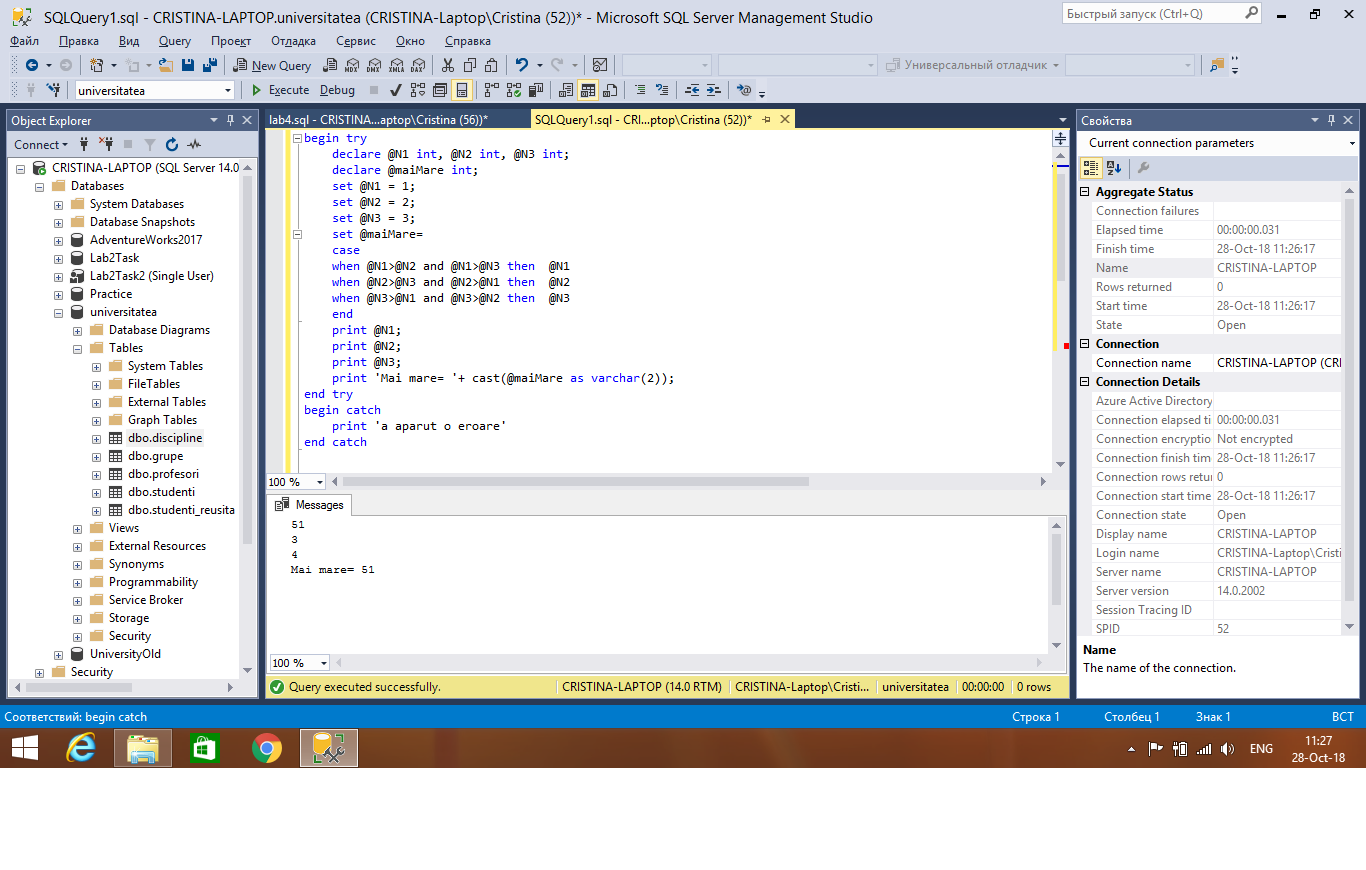 SQLQuery1.sql - CRISTINA-LAPTOP.universitatea (CRISTINA-Laptop\Cristina (52))* - Microsoft SQL Server Management Studio
Быстрый запуск (Ctrl+Q)
Файл Правка Вид Query Проект Отладка Сервис Окно Справка
New Query MDX DMX XMLA DAX Универсальный отладчик
universitatea Execute Debug
Object Explorer
Connect
CRISTINA-LAPTOP (SQL Server 14.0
Databases
System Databases
Database Snapshots
AdventureWorks2017
Lab2Task
Lab2Task2 (Single User)
Practice
universitatea
Database Diagrams
Tables
System Tables
FileTables
External Tables
Graph Tables
dbo.discipline
dbo.grupe
dbo.profesori
dbo.studenti
dbo.studenti_reusita
Views
External Resources
Synonyms
Programmability
Service Broker
Storage
Security
UniversityOld
Security
lab4.sql - CRISTINA...aptop\Cristina (56))* SQLQuery1.sql - CRI...ptop\Cristina (52))*
begin try
declare @N1 int, @N2 int, @N3 int;
declare @maiMare int;
set @N1 = 1;
set @N2 = 2;
set @N3 = 3;
set @maiMare=
case
when @N1>@N2 and @N1>@N3 then  @N1
when @N2>@N3 and @N2>@N1 then  @N2
when @N3>@N1 and @N3>@N2 then  @N3
end
print @N1;
print @N2;
print @N3;
print 'Mai mare= '+ cast(@maiMare as varchar(2));
end try
begin catch
print 'a aparut o eroare'
end catch
100 %
Messages
51
3
4
Mai mare= 51
100 %
Query executed successfully. CRISTINA-LAPTOP (14.0 RTM) CRISTINA-Laptop\Cristi... universitatea 00:00:00 0 rows
Свойства
Current connection parameters
Aggregate Status
Connection failures
Elapsed time 00:00:00.031
Finish time 28-Oct-18 11:26:17
Name CRISTINA-LAPTOP
Rows returned 0
Start time 28-Oct-18 11:26:17
State Open
Connection
Connection name CRISTINA-LAPTOP (CRI
Connection Details
Azure Active Directory
Connection elapsed ti 00:00:00.031
Connection encryptio Not encrypted
Connection finish tim 28-Oct-18 11:26:17
Connection rows retur 0
Connection start time 28-Oct-18 11:26:17
Connection state Open
Display name CRISTINA-LAPTOP
Login name CRISTINA-Laptop\Cristi
Server name CRISTINA-LAPTOP
Server version 14.0.2002
Session Tracing ID
SPID 52
Name
The name of the connection.
Соответствий: begin catch Строка 1 Столбец 1 Знак 1 ВСТ
ENG 11:27
28-Oct-18